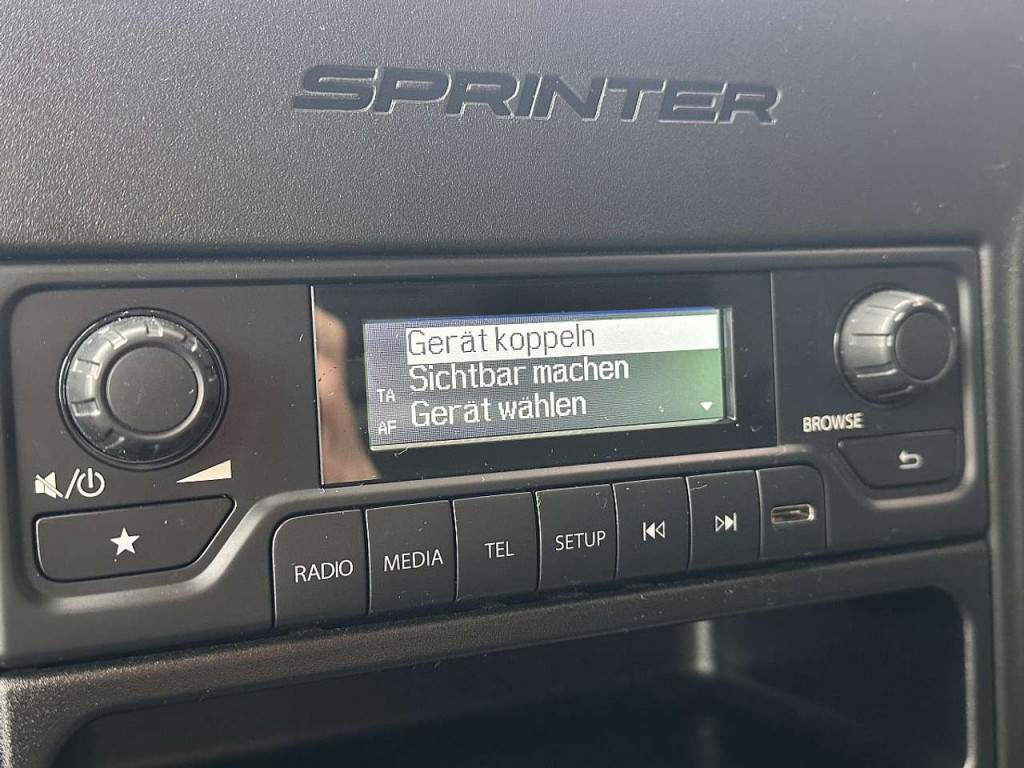 SPRINTER
Gerät koppeln
Sichtbar machen
TA
Gerät wählen
AF
BROWSE
RADIO
MEDIA
TEL
SETUP